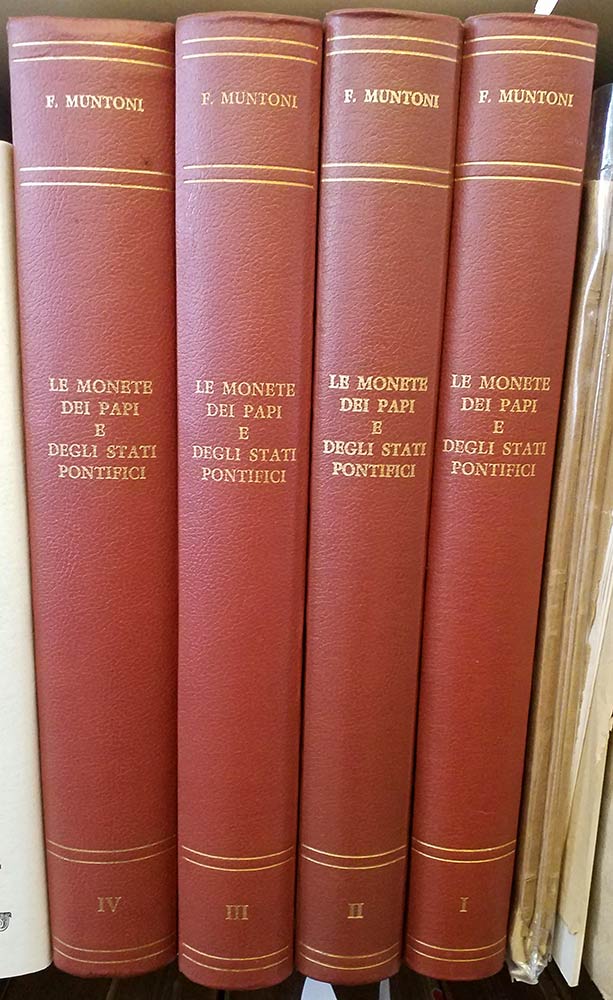 F. MUNTONI
LE MONETE
DEI PAPI
E
DEGLI STATI
PONTIFICI
IV
F. MUNTONI
LE MONETE
DEI PAPI
E
DEGLI STATI
PONTIFICI
III
F. MUNTONI
LE MONETE
DEI PAPI
E
DEGLI STATI
PONTIFICI
II
F. MUNTONI
LE MONETE
DEI PAPI
E
DEGLI STATI
PONTIFICI
I